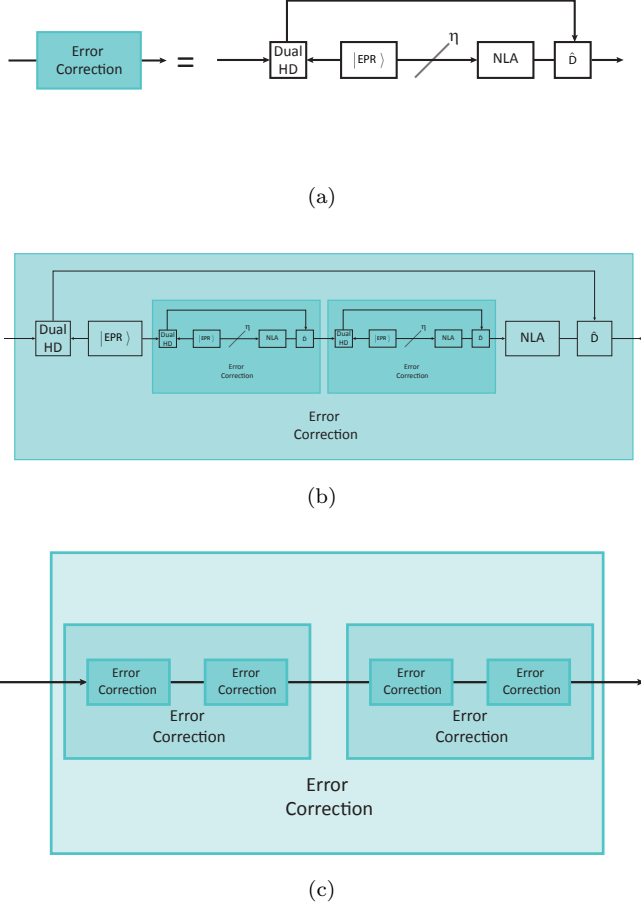 Error
Correction
=
Dual
HD
|EPR⟩
η
NLA
D̂
(a)
Dual
HD
|EPR⟩
Dual
HD
|EPR⟩
η
NLA
D
Error
Correction
Dual
HD
|EPR⟩
η
NLA
D
Error
Correction
NLA
D̂
Error
Correction
(b)
Error
Correction
Error
Correction
Error
Correction
Error
Correction
Error
Correction
Error
Correction
Error
Correction
(c)